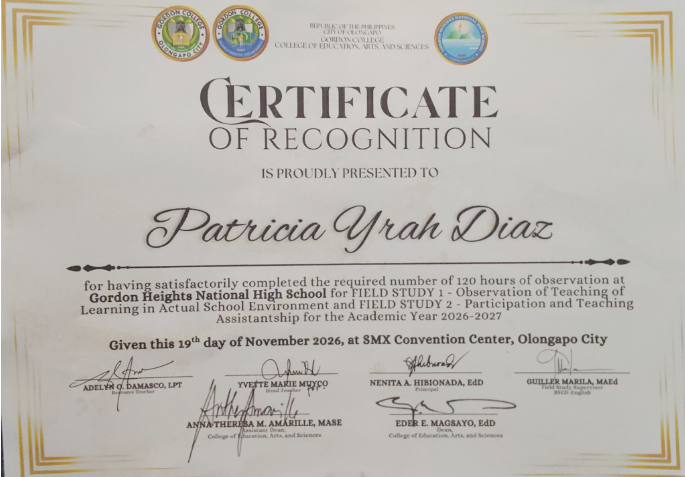 GORDON COLLEGE
OLONGAPO CITY
GORDON COLLEGE
REPUBLIC OF THE PHILIPPINES
CITY OF OLONGAPO
GORDON COLLEGE
COLLEGE OF EDUCATION, ARTS, AND SCIENCES
CERTIFICATE
OF RECOGNITION
IS PROUDLY PRESENTED TO
Patricia Yrah Diaz
for having satisfactorily completed the required number of 120 hours of observation at
Gordon Heights National High School for FIELD STUDY 1 - Observation of Teaching of
Learning in Actual School Environment and FIELD STUDY 2 - Participation and Teaching
Assistantship for the Academic Year 2026-2027
Given this 19th day of November 2026, at SMX Convention Center, Olongapo City
ADELYN O. DAMASCO, LPT
Resource Teacher
YVETTE MARIE MUYCO
Head Teacher
NENITA A. HIBIONADA, EdD
Principal
GUILLER MARILA, MAEd
Field Study Supervisor
BSED-English
ANNA THERESA M. AMARILLE, MASE
Assistant Dean,
College of Education, Arts, and Sciences
EDER E. MAGSAYO, EdD
Dean,
College of Education, Arts, and Sciences